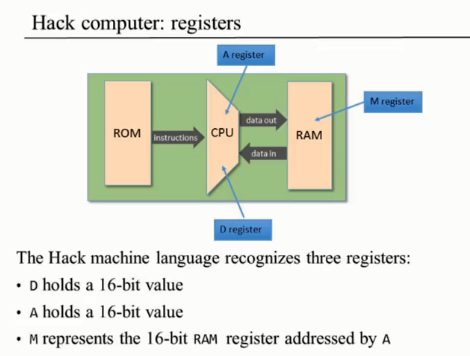 Hack computer: registers
A register
M register
ROM
instructions
CPU
data out
data in
RAM
D register
The Hack machine language recognizes three registers:
• D holds a 16-bit value
• A holds a 16-bit value
• M represents the 16-bit RAM register addressed by A